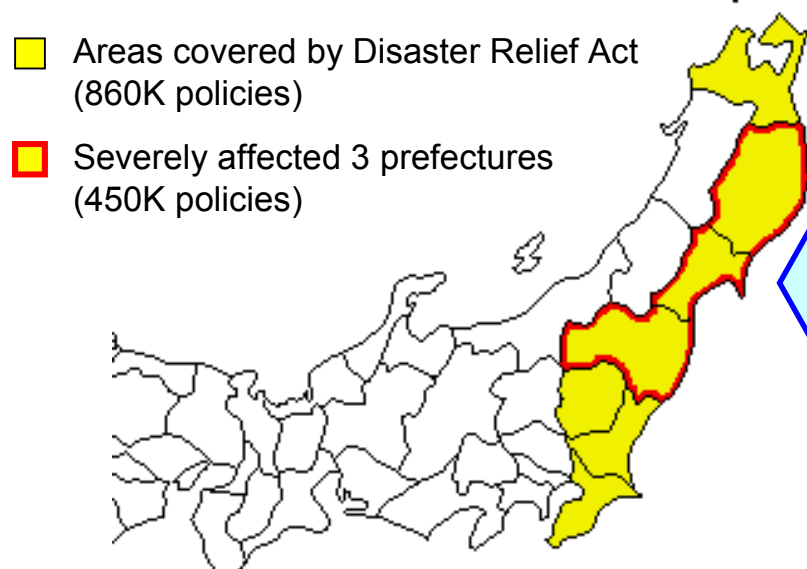 Areas covered by Disaster Relief Act
(860K policies)
Severely affected 3 prefectures
(450K policies)